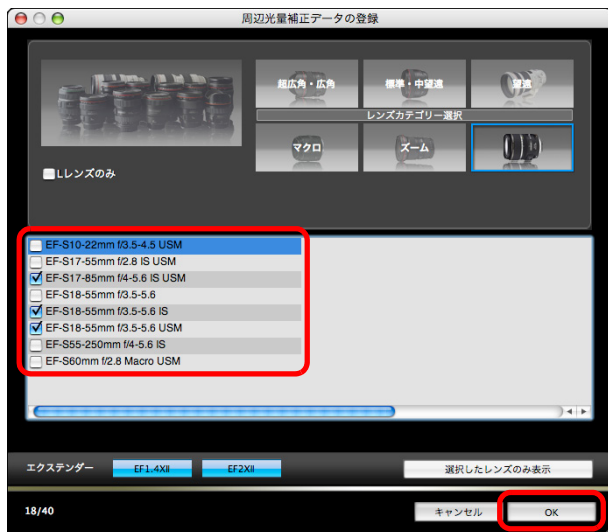 周辺光量補正データの登録
超広角・広角
標準・中望遠
望遠
レンズカテゴリー選択
マクロ
ズーム
Lレンズのみ
EF-S10-22mm f/3.5-4.5 USM
EF-S17-55mm f/2.8 IS USM
EF-S17-85mm f/4-5.6 IS USM
EF-S18-55mm f/3.5-5.6
EF-S18-55mm f/3.5-5.6 IS
EF-S18-55mm f/3.5-5.6 USM
EF-S55-250mm f/4-5.6 IS
EF-S60mm f/2.8 Macro USM
エクステンダー
EF1.4XII
EF2XII
選択したレンズのみ表示
18/40
キャンセル
OK